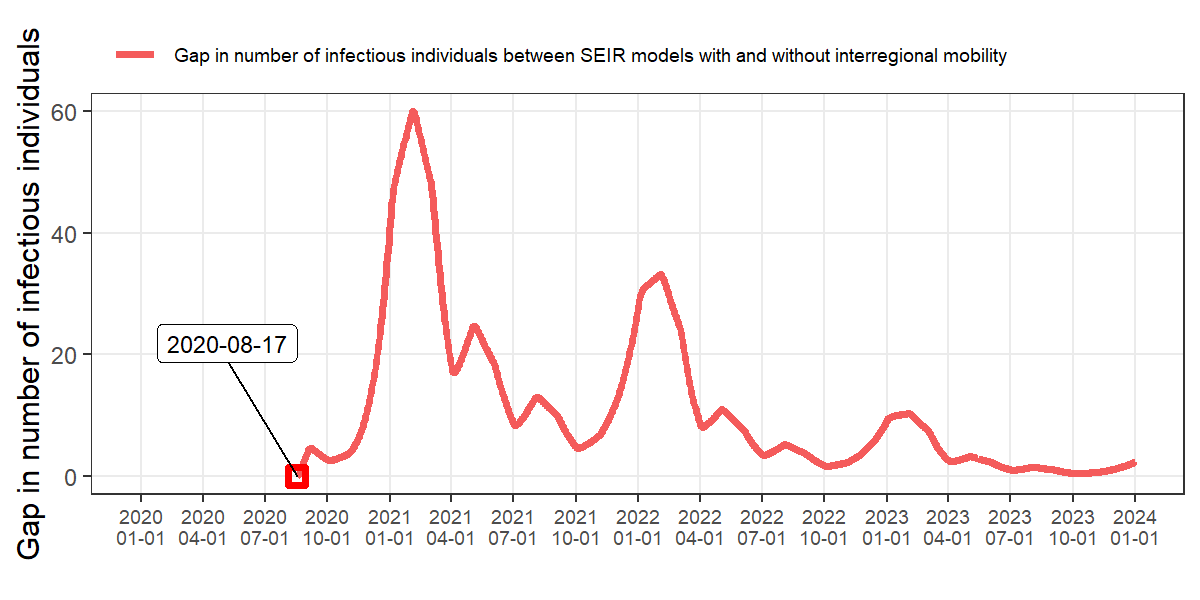 Gap in number of infectious individuals between SEIR models with and without interregional mobility
Gap in number of infectious individuals
60
40
20
0
2020-08-17
2020 2020 2020 2020 2021 2021 2021 2021 2022 2022 2022 2022 2023 2023 2023 2023 2024
01-01 04-01 07-01 10-01 01-01 04-01 07-01 10-01 01-01 04-01 07-01 10-01 01-01 04-01 07-01 10-01 01-01